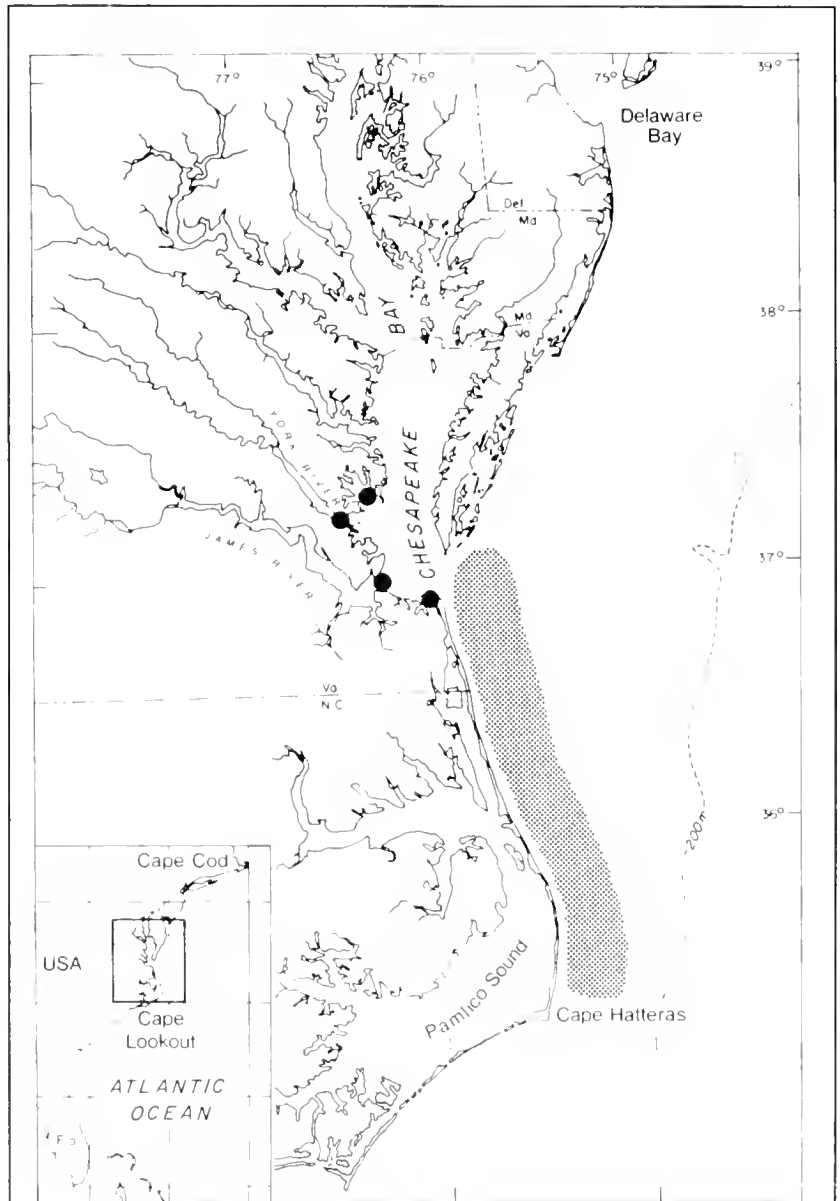 77°
76°
75°
39°
Delaware
Bay
Del
Md
BAY
Md
Va
38°
YORK RIVER
CHESAPEAKE
JAMES RIVER
37°
Va
N C
36°
200m
Cape Cod
USA
Cape
Lookout
ATLANTIC
OCEAN
Pamlico Sound
Cape Hatteras